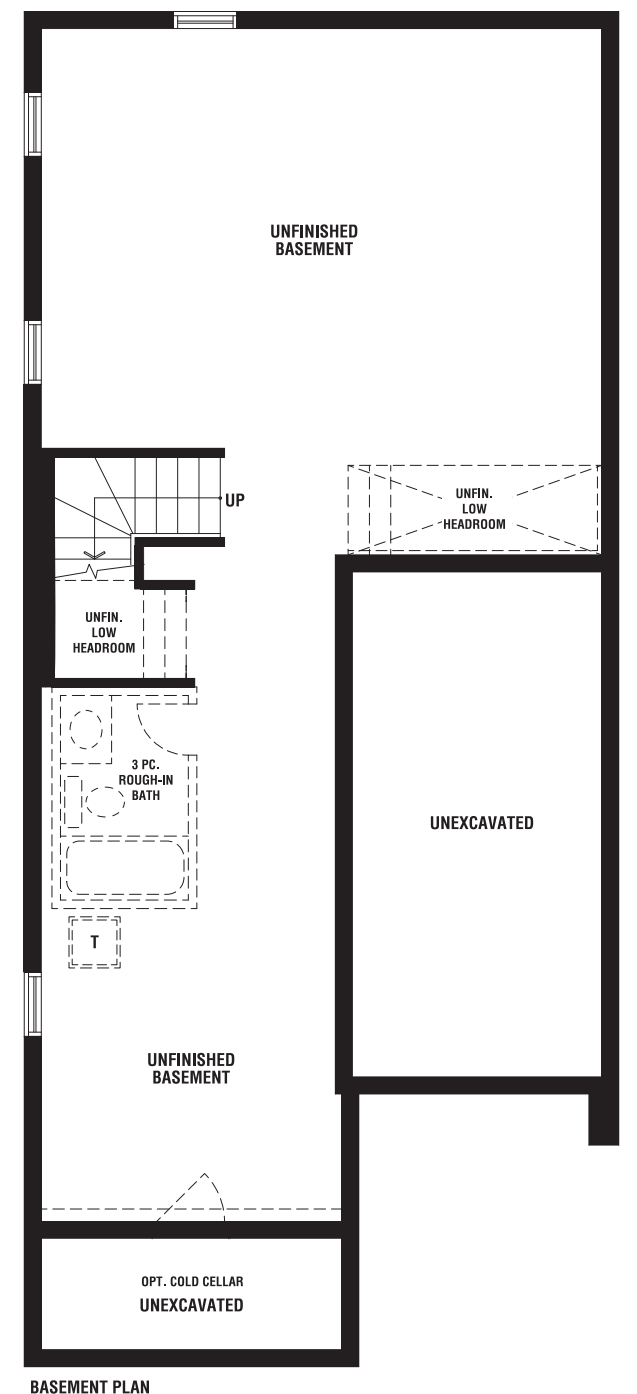 UNFINISHED
BASEMENT
UP
UNFIN.
LOW
HEADROOM
UNFIN.
LOW
HEADROOM
3 PC.
ROUGH-IN
BATH
UNEXCAVATED
T
UNFINISHED
BASEMENT
OPT. COLD CELLAR
UNEXCAVATED
BASEMENT PLAN